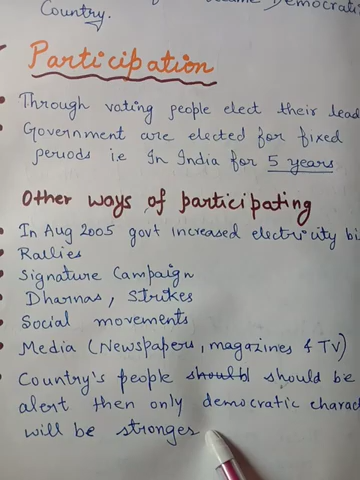 Country.
Participation
Through voting people elect their lead
Government are elected for fixed
periods i.e In India for 5 years
Other ways of participating
In Aug 2005 govt increased electricity bi
Rallies
Signature Campaign
Dharnas, Strikes
Social movements
Media (Newspapers, magazines & TV)
Country's people should should be
alert then only democratic charac
will be stronges